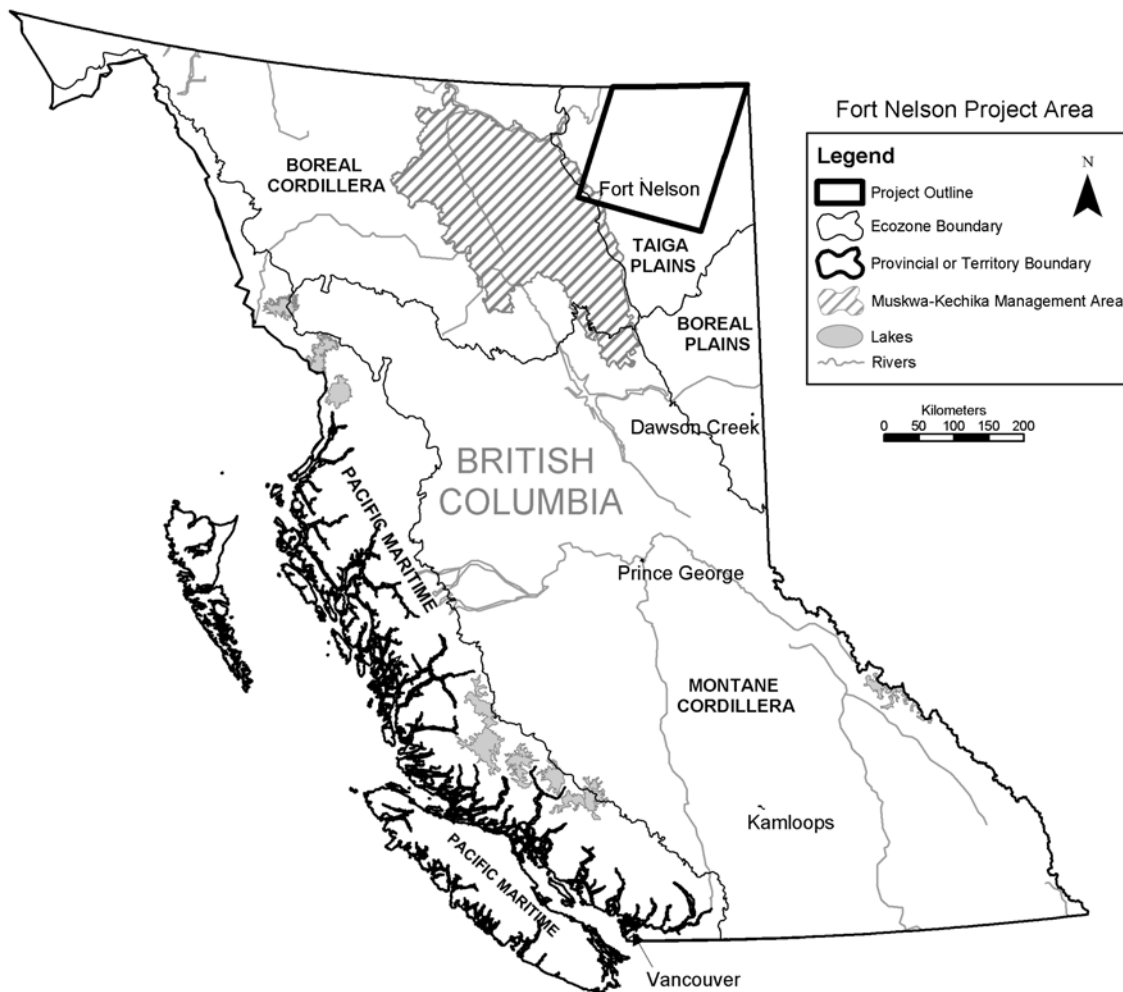 Fort Nelson Project Area
Legend
N
Project Outline
Ecozone Boundary
Provincial or Territory Boundary
Muskwa-Kechika Management Area
Lakes
Rivers
Kilometers
0 50 100 150 200
BOREAL
CORDILLERA
Fort Nelson
TAIGA
PLAINS
BOREAL
PLAINS
Dawson Creek
BRITISH
COLUMBIA
PACIFIC MARITIME
Prince George
MONTANE
CORDILLERA
Kamloops
PACIFIC MARITIME
Vancouver